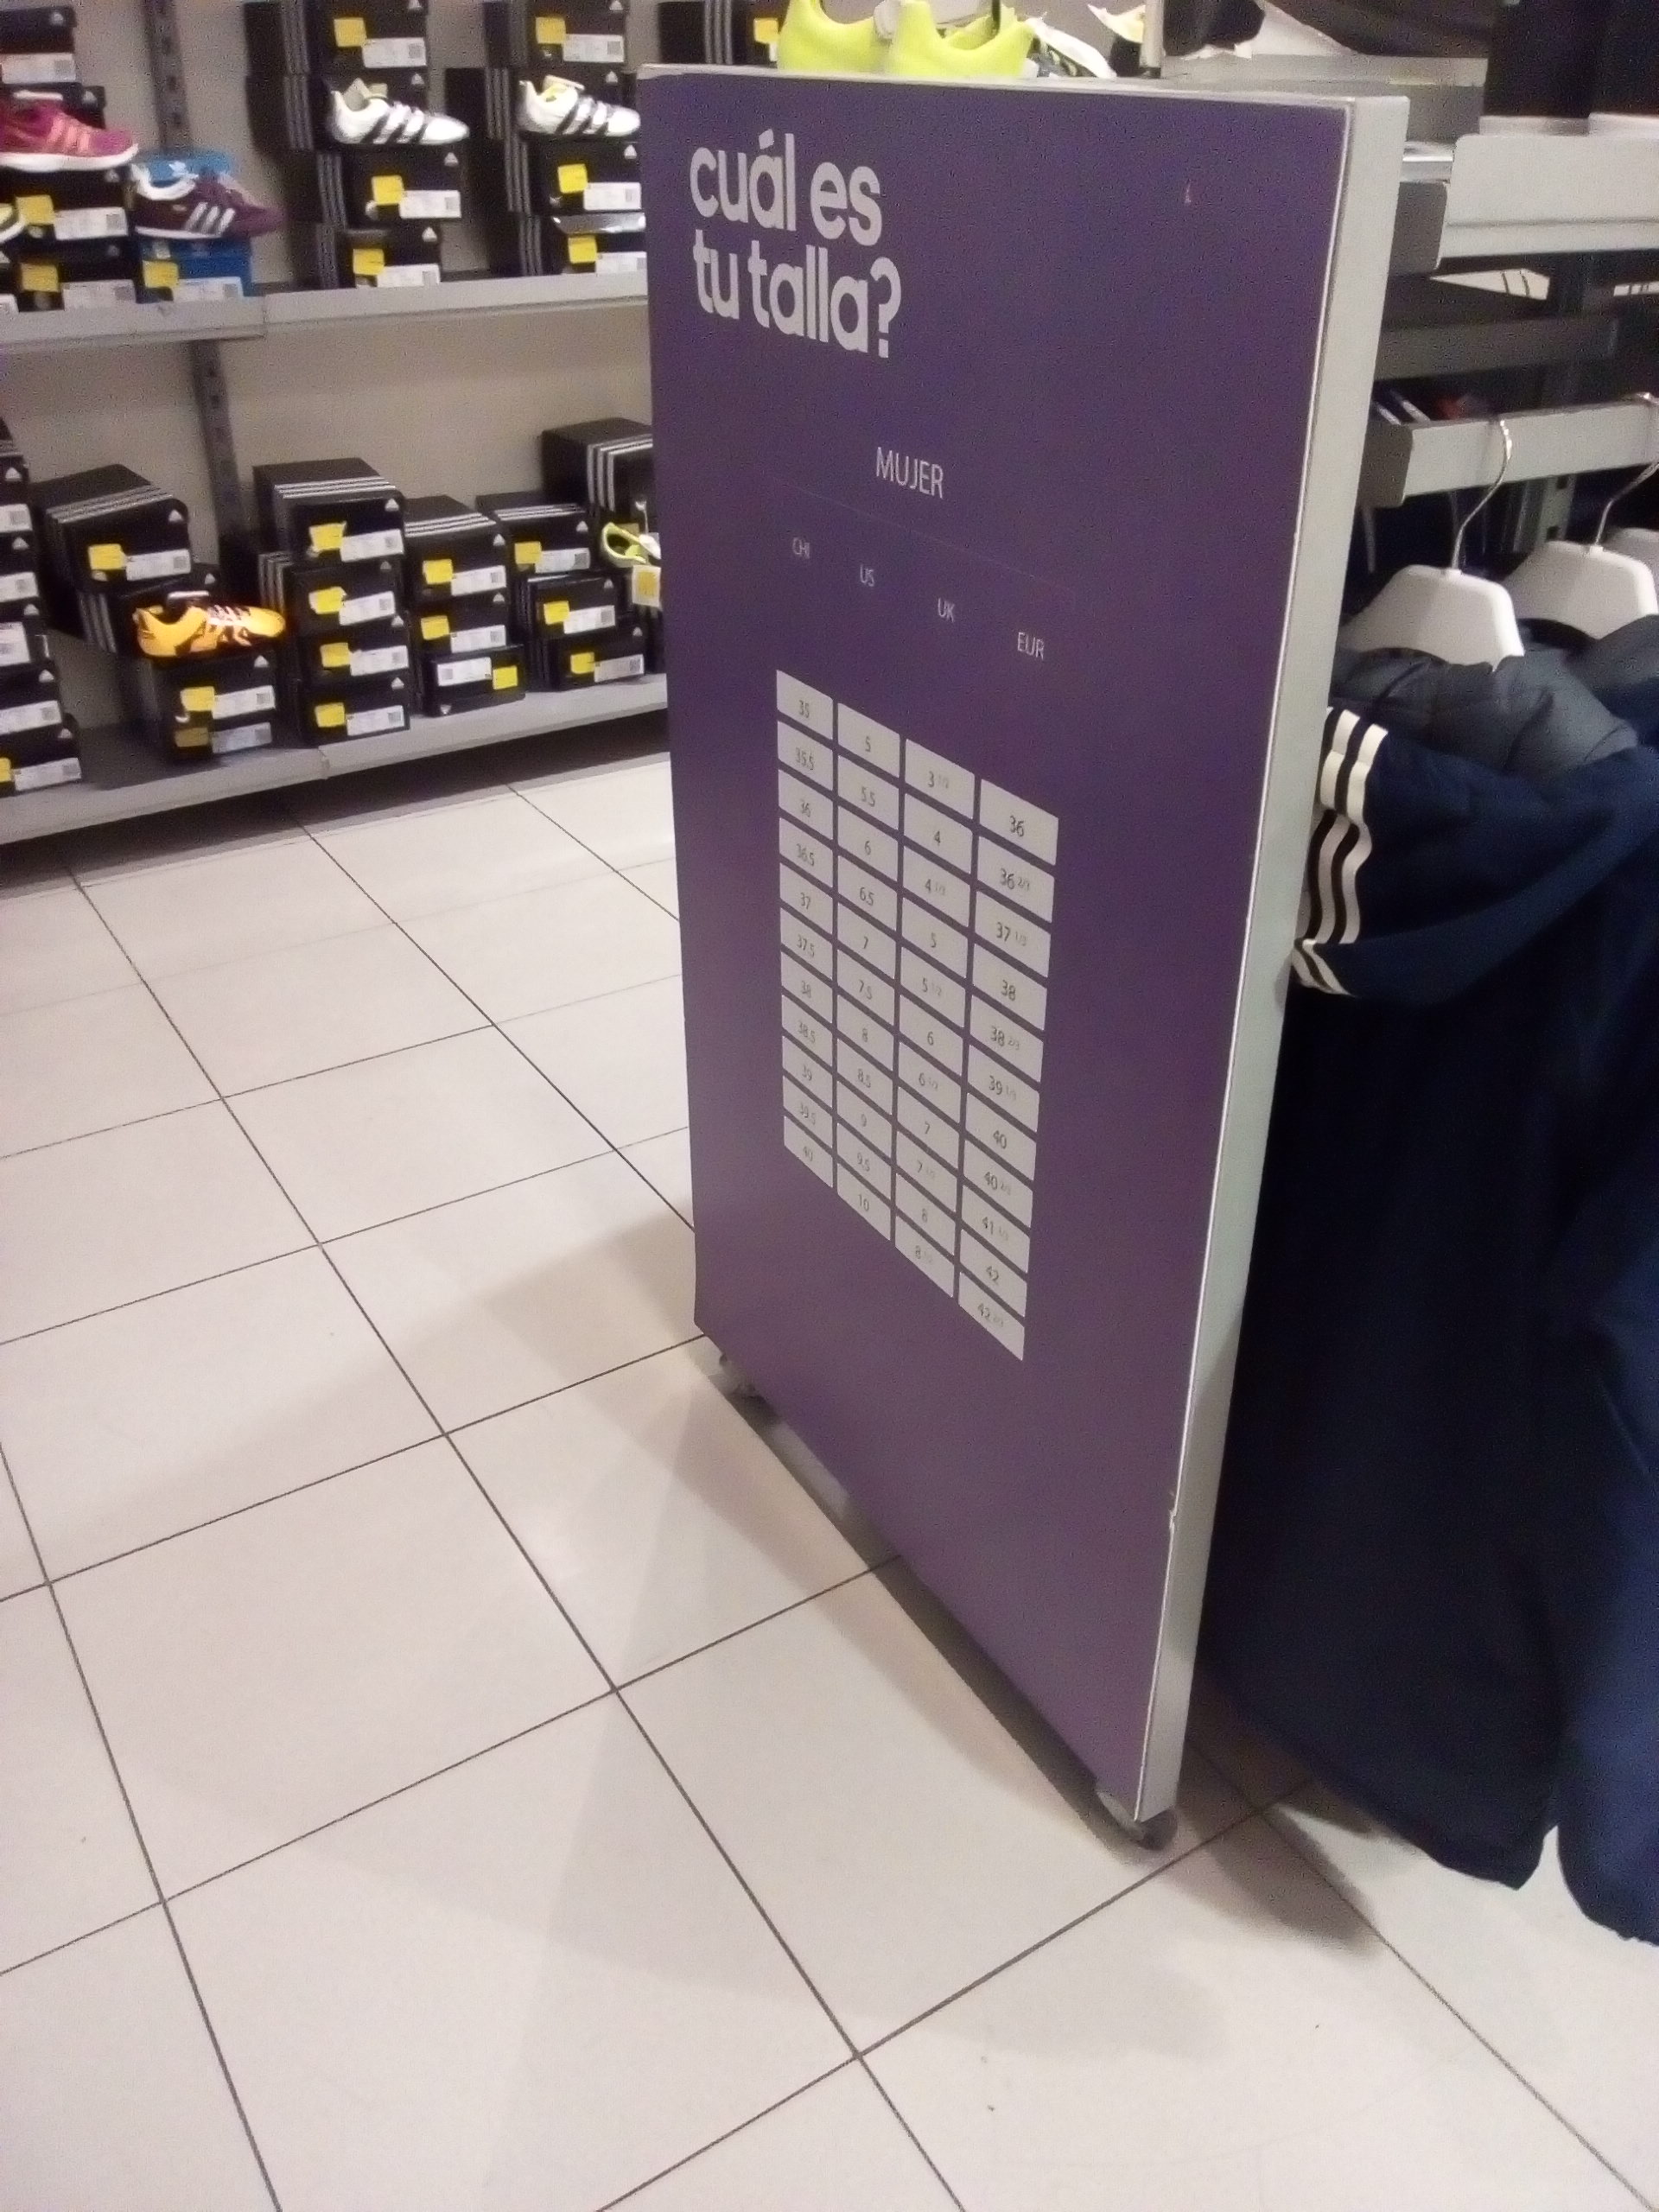 cuál es
tu talla?
MUJER
CHI US UK EUR
35 5 3 1/2 36
35.5 5.5 4 36 2/3
36 6 4 1/2 37 1/3
36.5 6.5 5 38
37 7 5 1/2 38 2/3
37.5 7.5 6 39 1/3
38 8 6 1/2 40
38.5 8.5 7 40 2/3
39 9 7 1/2 41 1/3
39.5 9.5 8 42
40 10 8 1/2 42 2/3